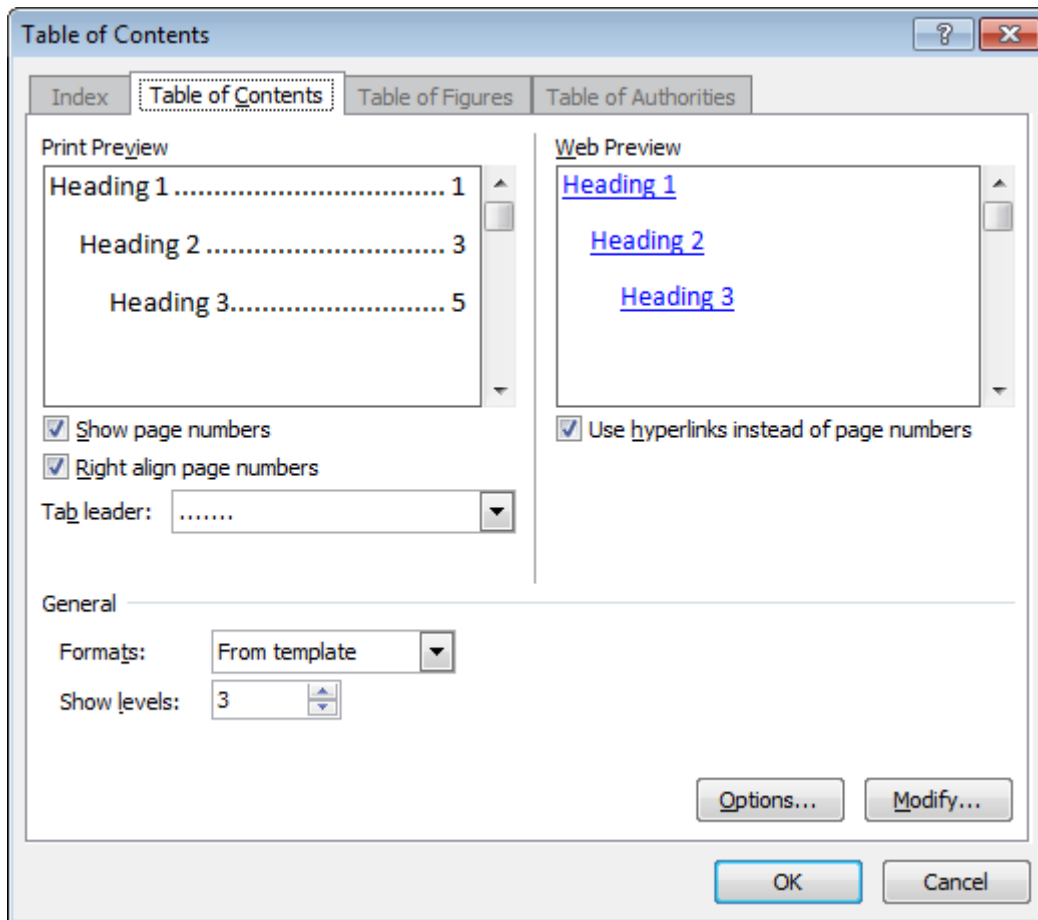 Table of Contents
Index
Table of Contents
Table of Figures
Table of Authorities
Print Preview
Heading 1 .................................. 1
Heading 2 .............................. 3
Heading 3........................... 5
Show page numbers
Right align page numbers
Tab leader: .......
Web Preview
Heading 1
Heading 2
Heading 3
Use hyperlinks instead of page numbers
General
Formats: From template
Show levels: 3
Options...
Modify...
OK
Cancel